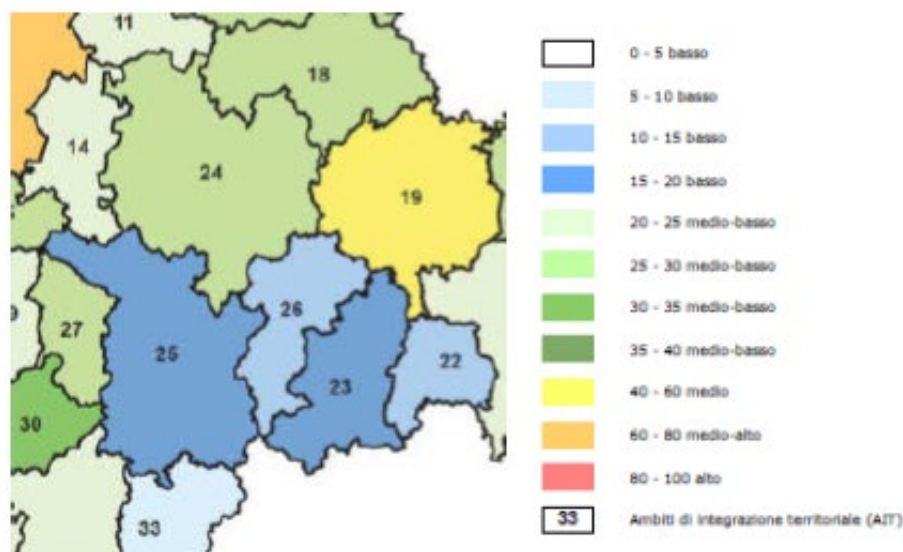 11
18
14
24
19
26
9
27
25
23
22
30
33
0 - 5 basso
5 - 10 basso
10 - 15 basso
15 - 20 basso
20 - 25 medio-basso
25 - 30 medio-basso
30 - 35 medio-basso
35 - 40 medio-basso
40 - 60 medio
60 - 80 medio-alto
80 - 100 alto
33 Ambiti di integrazione territoriale (AIT)